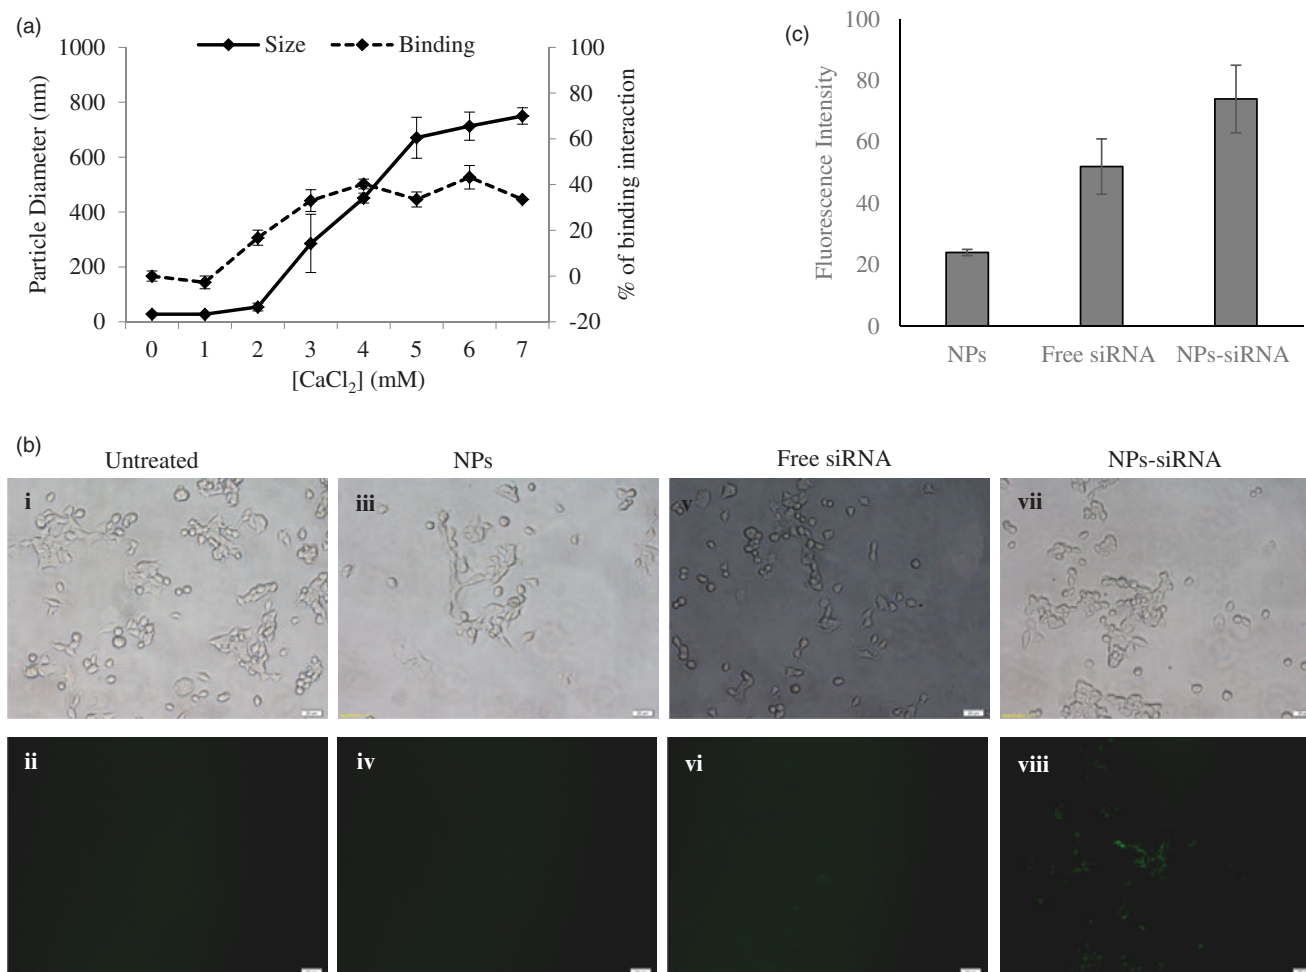 (a)
Size Binding
1000
800
600
400
200
0
Particle Diameter (nm)
100
80
60
40
20
0
-20
% of binding interaction
0 1 2 3 4 5 6 7
[CaCl₂] (mM)
(c)
100
80
60
40
20
0
Fluorescence Intensity
NPs Free siRNA NPs-siRNA
(b)
Untreated NPs Free siRNA NPs-siRNA
i iii v vii
ii iv vi viii